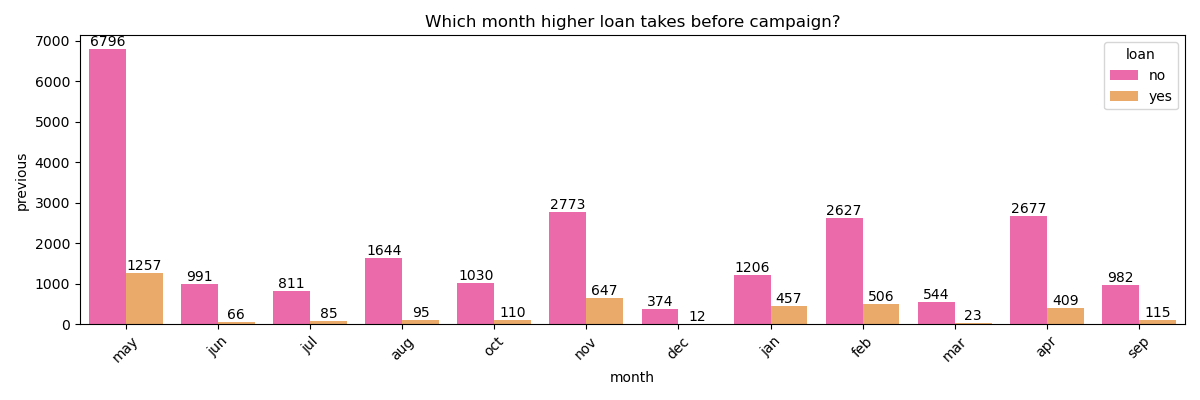 Which month higher loan takes before campaign?
previous
7000
6000
5000
4000
3000
2000
1000
0
6796
1257
991
66
811
85
1644
95
1030
110
2773
647
374
12
1206
457
2627
506
544
23
2677
409
982
115
loan
no
yes
may
jun
jul
aug
oct
nov
dec
jan
feb
mar
apr
sep
month